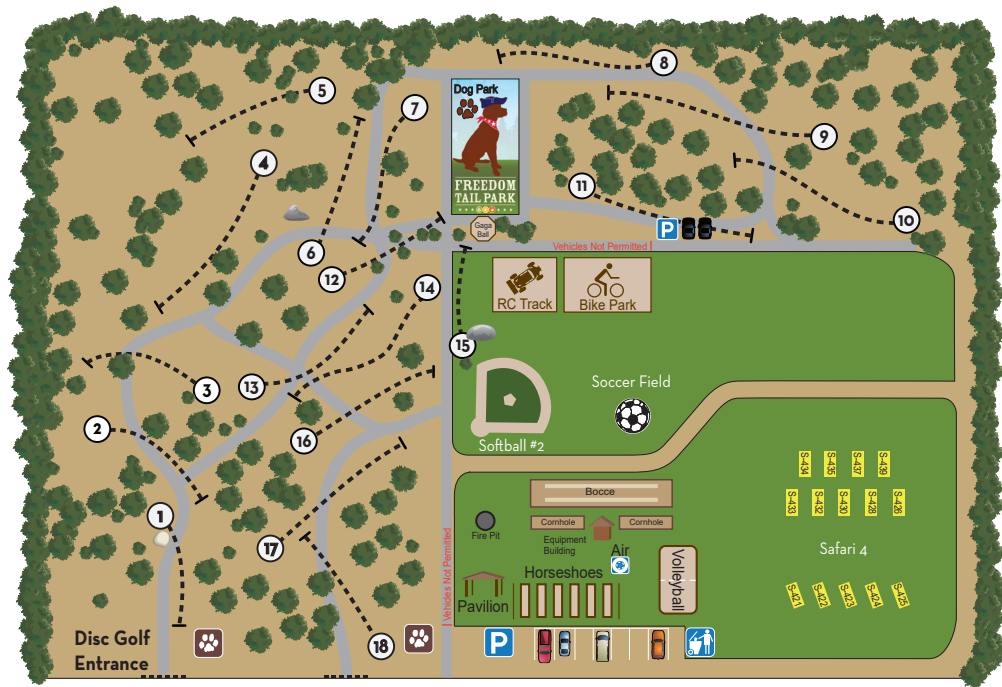 8
Dog Park
5
7
9
4
FREEDOM
TAIL PARK
11
10
Gaga
Ball
P
6
Vehicles Not Permitted
12
14
RC Track
Bike Park
15
3
13
Soccer Field
2
16
Softball #2
S-434
S-435
S-437
S-439
Bocce
S-433
S-432
S-430
S-429
S-426
1
Fire Pit
Cornhole
Cornhole
Equipment
Building
17
Air
Safari 4
Horseshoes
Volleyball
Vehicles Not Permitted
Pavilion
S-421
S-422
S-423
S-424
S-425
Disc Golf
Entrance
18
P